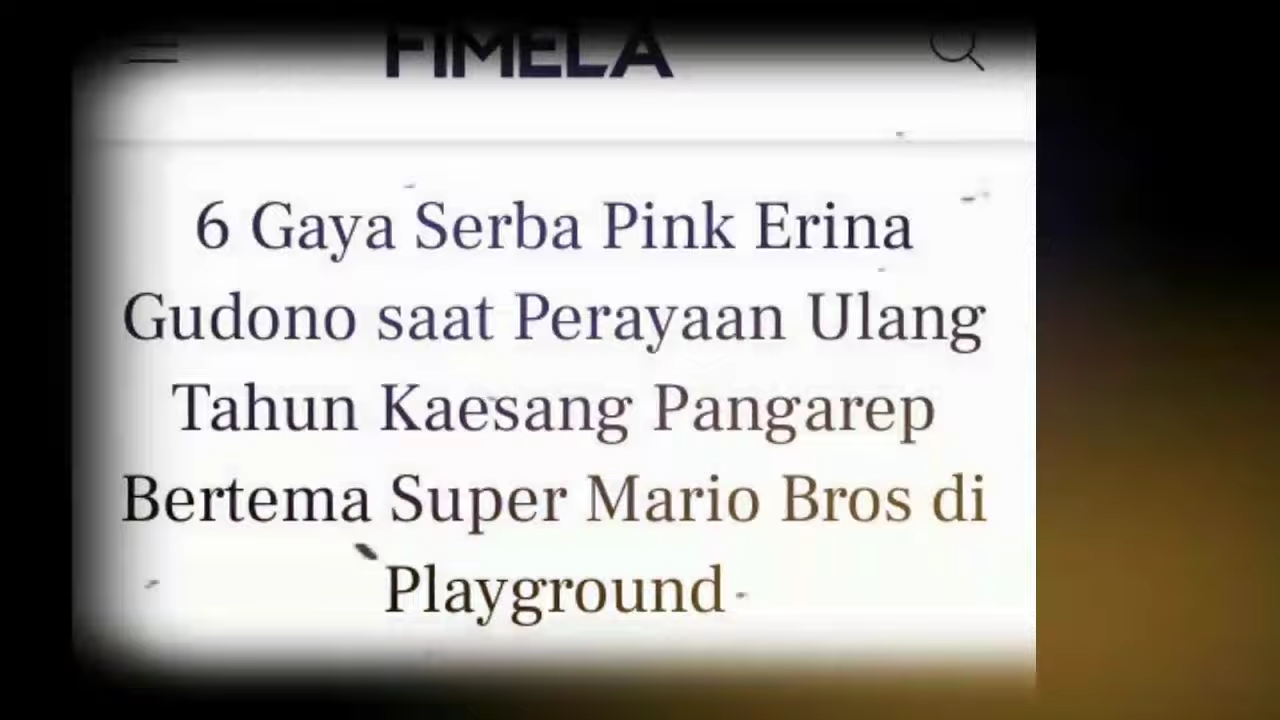 FIMELA
6 Gaya Serba Pink Erina
Gudono saat Perayaan Ulang
Tahun Kaesang Pangarep
Bertema Super Mario Bros di
Playground